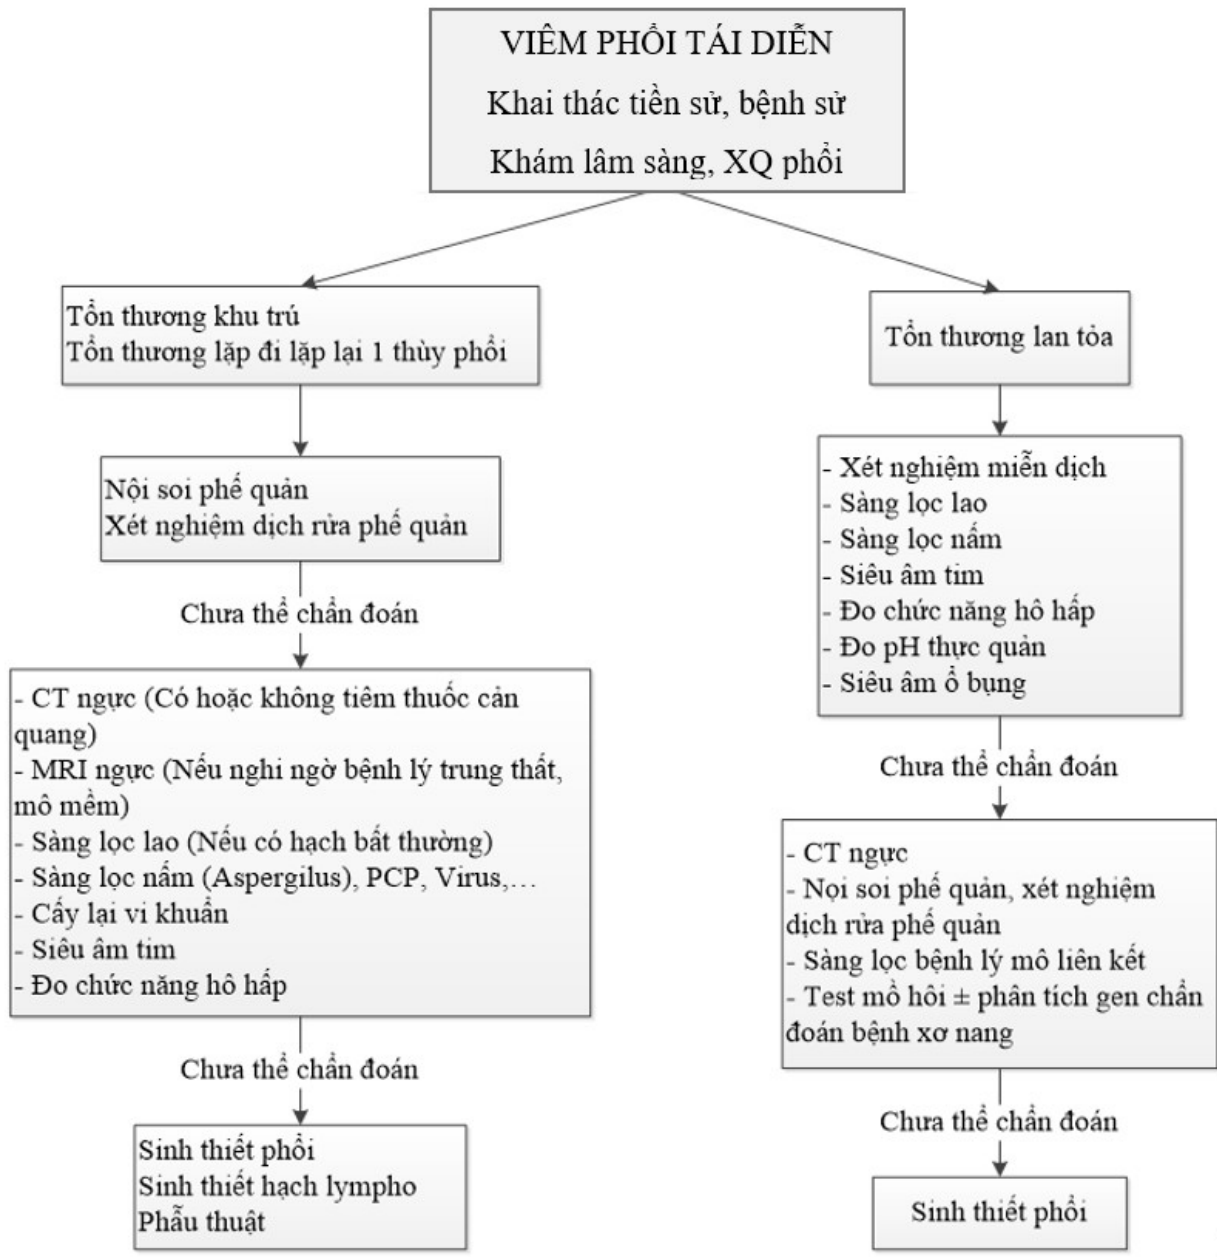 VIÊM PHỔI TÁI DIỄN
Khai thác tiền sử, bệnh sử
Khám lâm sàng, XQ phổi
Tổn thương khu trú
Tổn thương lặp đi lặp lại 1 thùy phổi
Nội soi phế quản
Xét nghiệm dịch rửa phế quản
Chưa thể chẩn đoán
- CT ngực (Có hoặc không tiêm thuốc cản
quang)
- MRI ngực (Nếu nghi ngờ bệnh lý trung thất,
mô mềm)
- Sàng lọc lao (Nếu có hạch bất thường)
- Sàng lọc nấm (Aspergilus), PCP, Virus,...
- Cấy lại vi khuẩn
- Siêu âm tim
- Đo chức năng hô hấp
Chưa thể chẩn đoán
Sinh thiết phổi
Sinh thiết hạch lympho
Phẫu thuật
Tổn thương lan tỏa
- Xét nghiệm miễn dịch
- Sàng lọc lao
- Sàng lọc nấm
- Siêu âm tim
- Đo chức năng hô hấp
- Đo pH thực quản
- Siêu âm ổ bụng
Chưa thể chẩn đoán
- CT ngực
- Nọi soi phế quản, xét nghiệm
dịch rửa phế quản
- Sàng lọc bệnh lý mô liên kết
- Test mồ hôi ± phân tích gen chẩn
đoán bệnh xơ nang
Chưa thể chẩn đoán
Sinh thiết phổi